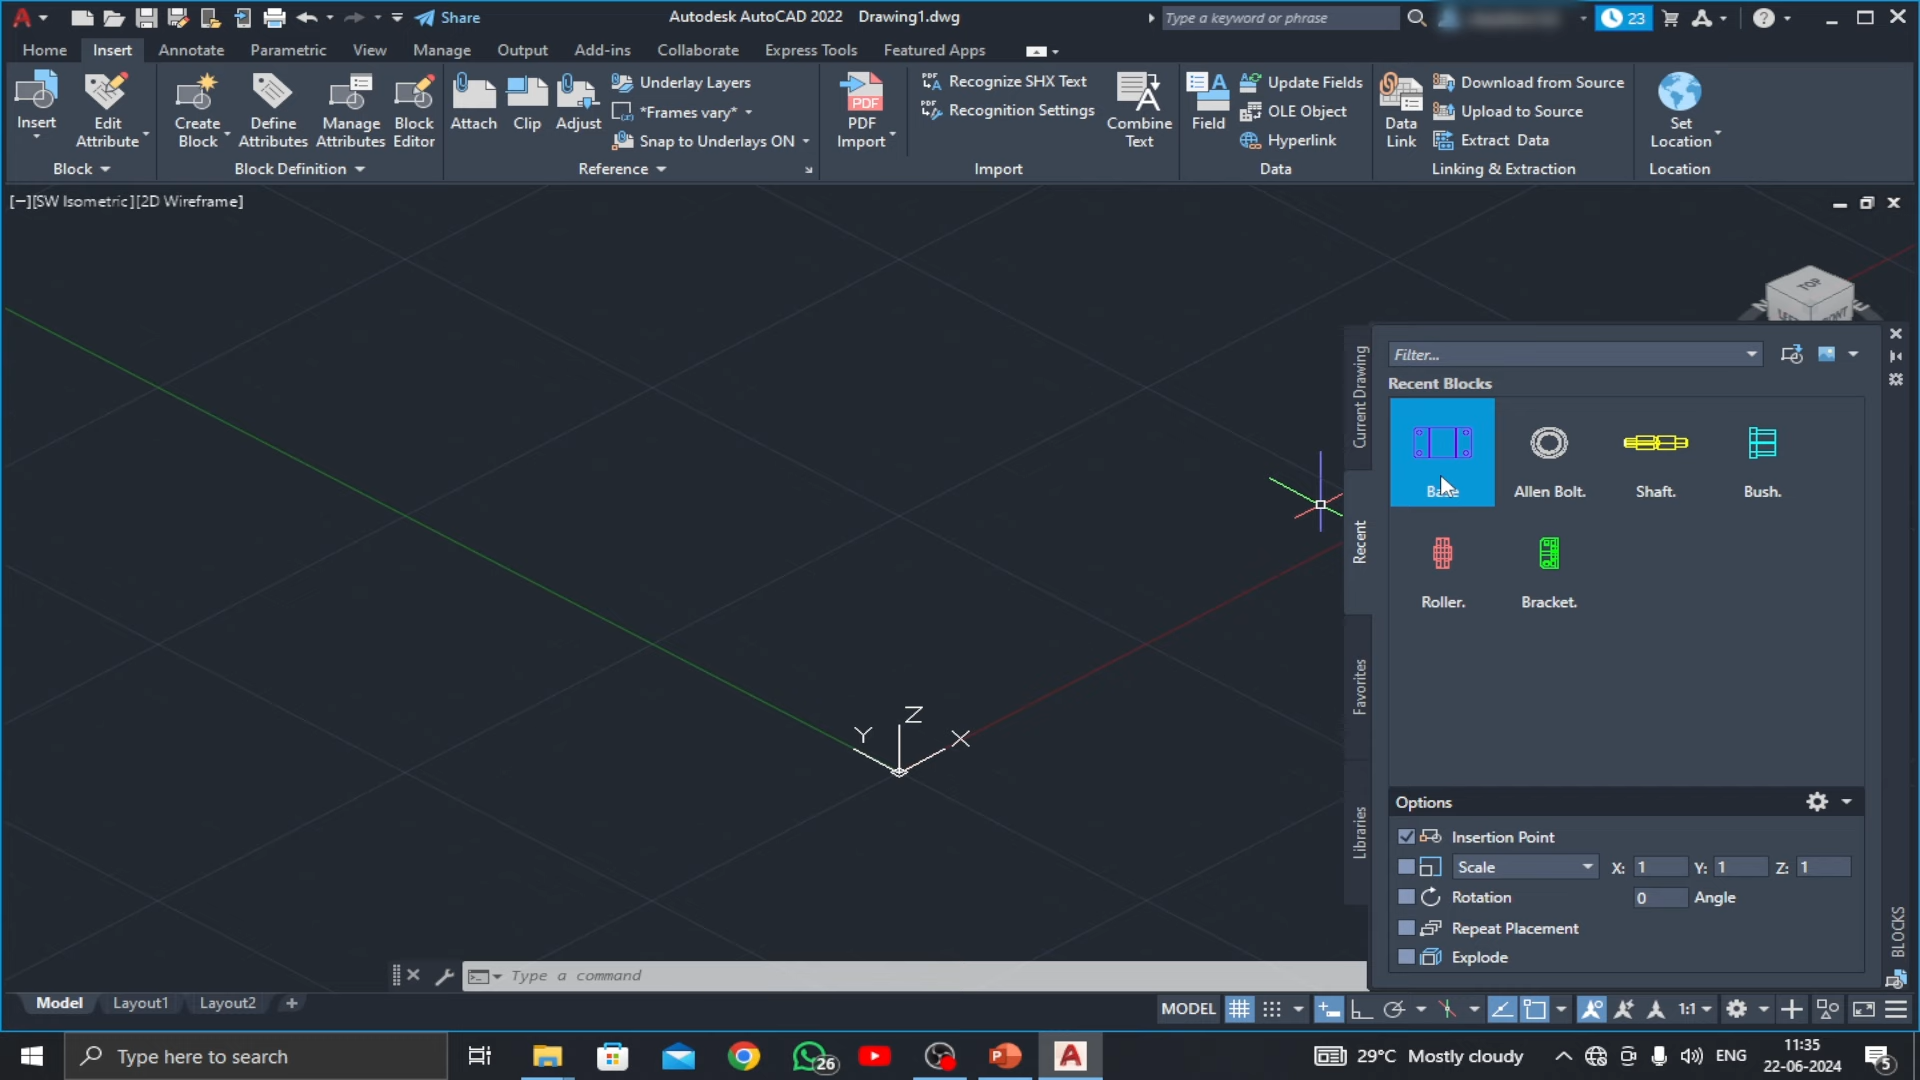 Share
Autodesk AutoCAD 2022 Drawing1.dwg
Type a keyword or phrase
23
Home Insert Annotate Parametric View Manage Output Add-ins Collaborate Express Tools Featured Apps
Insert
Edit Attribute
Block
Create Block
Define Attributes
Manage Attributes
Block Editor
Block Definition
Attach
Clip
Adjust
Underlay Layers
*Frames vary*
Snap to Underlays ON
Reference
PDF
PDF Import
Recognize SHX Text
Recognition Settings
Combine Text
Import
Field
Update Fields
OLE Object
Hyperlink
Data
Data Link
Download from Source
Upload to Source
Extract Data
Linking & Extraction
Set Location
Location
[−][SW Isometric][2D Wireframe]
TOP
Z
Y
X
Filter...
Recent Blocks
Current Drawing
Recent
Favorites
Libraries
Allen Bolt.
Shaft.
Bush.
Roller.
Bracket.
Options
Insertion Point
Scale X: 1 Y: 1 Z: 1
Rotation 0 Angle
Repeat Placement
Explode
BLOCKS
Type a command
Model Layout1 Layout2 +
MODEL
1:1
Type here to search
26
29°C Mostly cloudy
ENG
11:35
22-06-2024
5